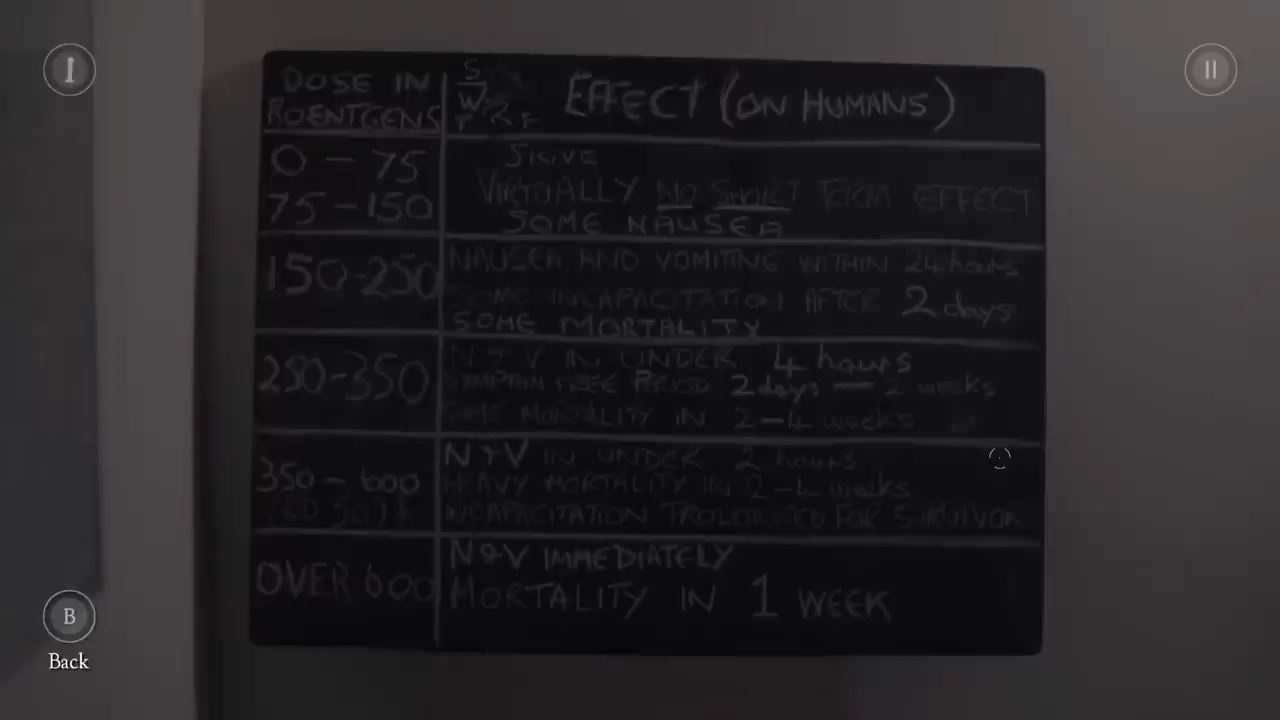 DOSE IN
ROENTGENS
S
W
EFFECT (ON HUMANS)
0 - 75
VIRTUALLY NO SHORT TERM EFFECT
75 - 150
SOME NAUSEA
150-250
NAUSEA AND VOMITING WITHIN 24 hours
SOME INCAPACITATION AFTER 2 days
SOME MORTALITY
250-350
N & V IN UNDER 4 hours
SYMPTOM FREE PERIOD 2 days — 2 weeks
SOME MORTALITY IN 2-4 weeks
350 - 600
(LD 50)
N & V IN UNDER 2 hours
HEAVY MORTALITY IN 2-4 weeks
INCAPACITATION FOR SURVIVOR
OVER 600
N & V IMMEDIATELY
MORTALITY IN 1 WEEK
B
Back